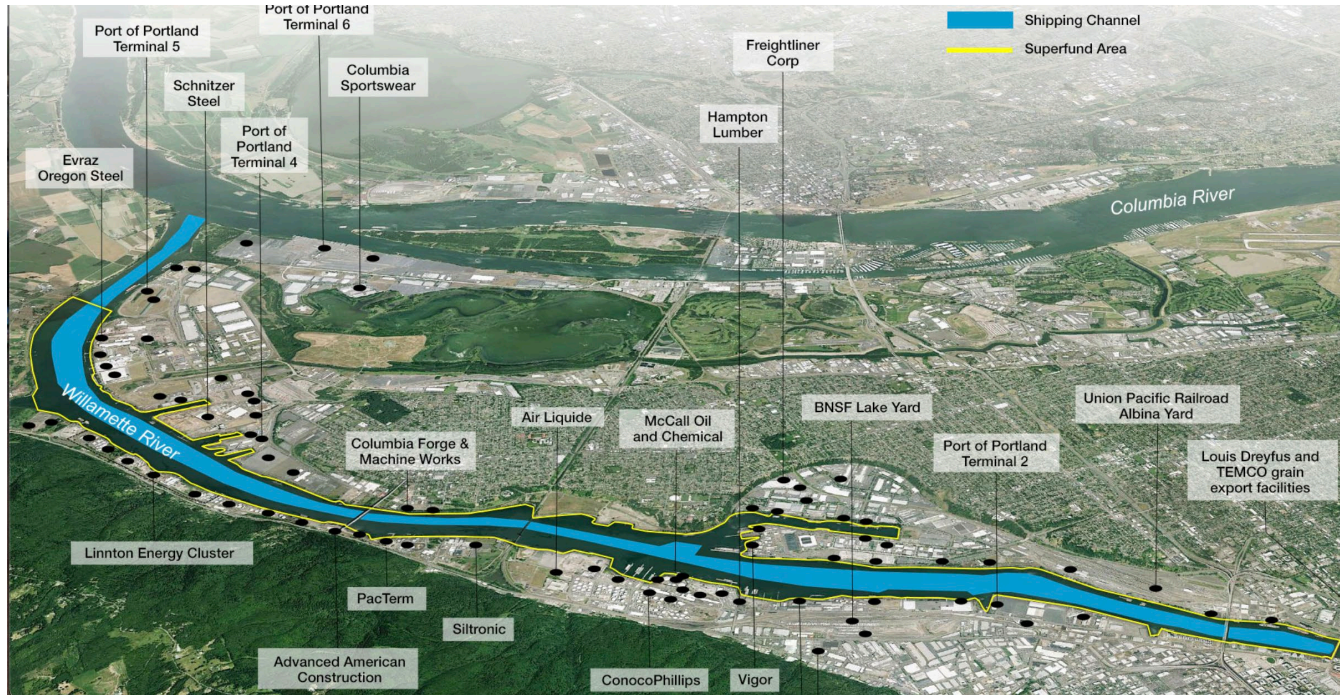 Port of Portland
Terminal 6
Port of Portland
Terminal 5
Shipping Channel
Superfund Area
Freightliner
Corp
Columbia
Sportswear
Schnitzer
Steel
Hampton
Lumber
Port of
Portland
Terminal 4
Evraz
Oregon Steel
Columbia River
Willamette River
Union Pacific Railroad
Albina Yard
BNSF Lake Yard
Air Liquide
McCall Oil
and Chemical
Columbia Forge &
Machine Works
Port of Portland
Terminal 2
Louis Dreyfus and
TEMCO grain
export facilities
Linnton Energy Cluster
PacTerm
Siltronic
Advanced American
Construction
ConocoPhillips
Vigor